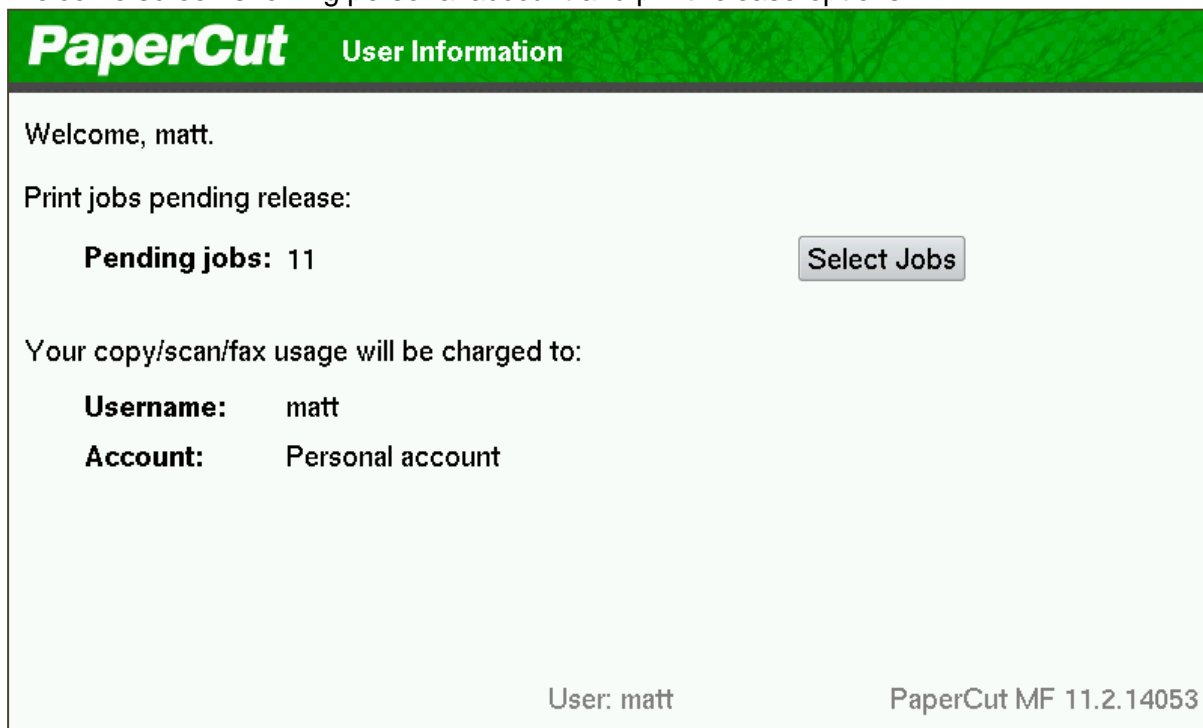 PaperCut User Information
Welcome, matt.
Print jobs pending release:
Pending jobs: 11 Select Jobs
Your copy/scan/fax usage will be charged to:
Username: matt
Account: Personal account
User: matt PaperCut MF 11.2.14053